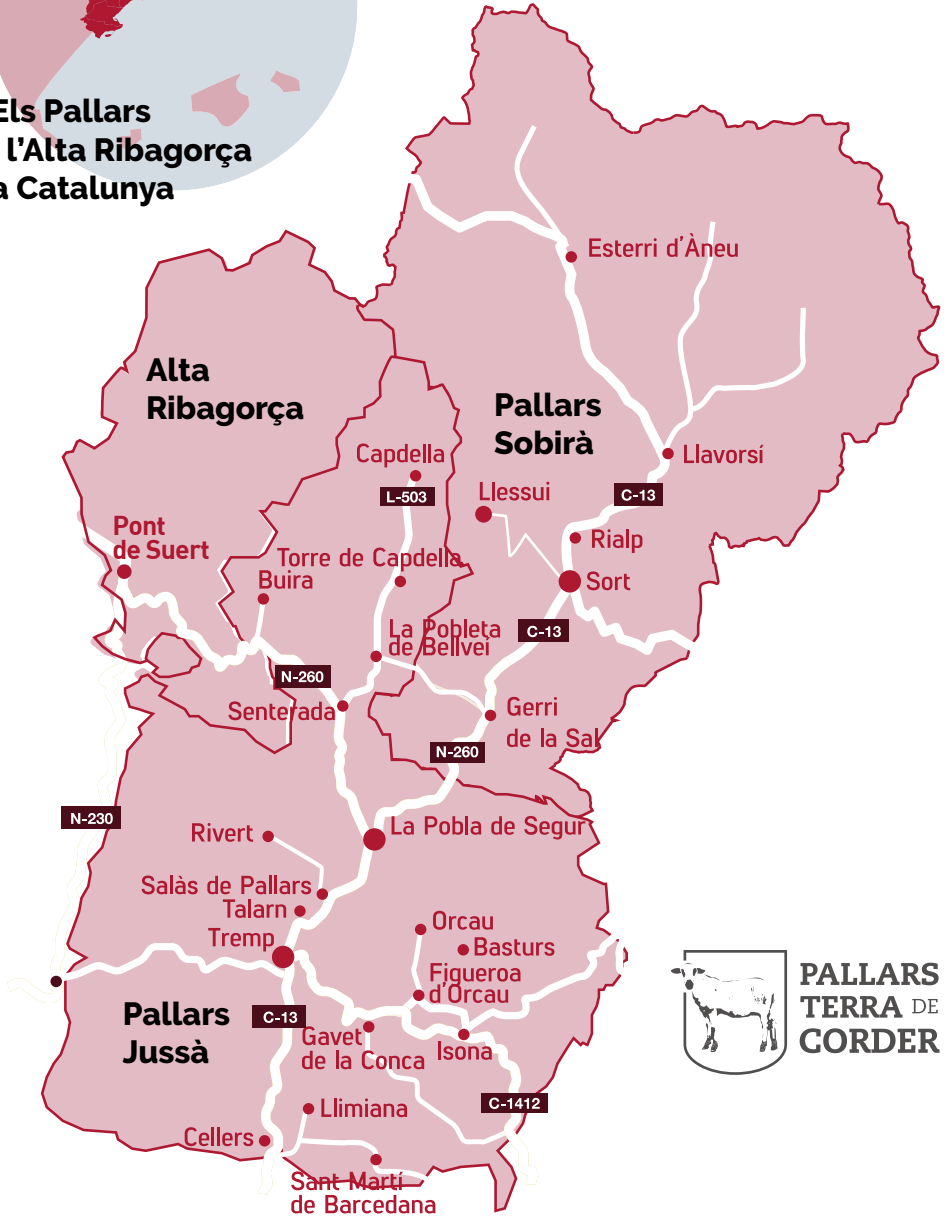 Els Pallars
l'Alta Ribagorça
a Catalunya
Esterri d'Àneu
Alta
Ribagorça
Pallars
Sobirà
Capdella
Llavorsí
L-503
Llessui
C-13
Pont
de Suert
Rialp
Torre de Capdella
Buira
Sort
La Pobleta
de Bellvei
C-13
N-260
Senterada
Gerri
de la Sal
N-260
N-230
Rivert
La Pobla de Segur
Salàs de Pallars
Talarn
Orcau
Tremp
Basturs
Figueroa
d'Orcau
PALLARS
TERRA DE
CORDER
Pallars
Jussà
C-13
Gavet
de la Conca
Isona
C-1412
Llimiana
Cellers
Sant Martí
de Barcedana